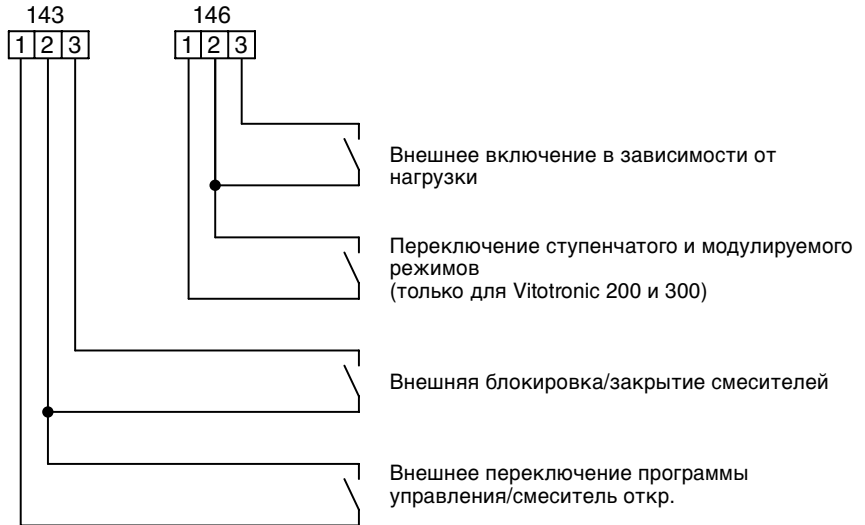 143 146
1 2 3 1 2 3
Внешнее включение в зависимости от
нагрузки
Переключение ступенчатого и модулируемого
режимов
(только для Vitotronic 200 и 300)
Внешняя блокировка/закрытие смесителей
Внешнее переключение программы
управления/смеситель откр.